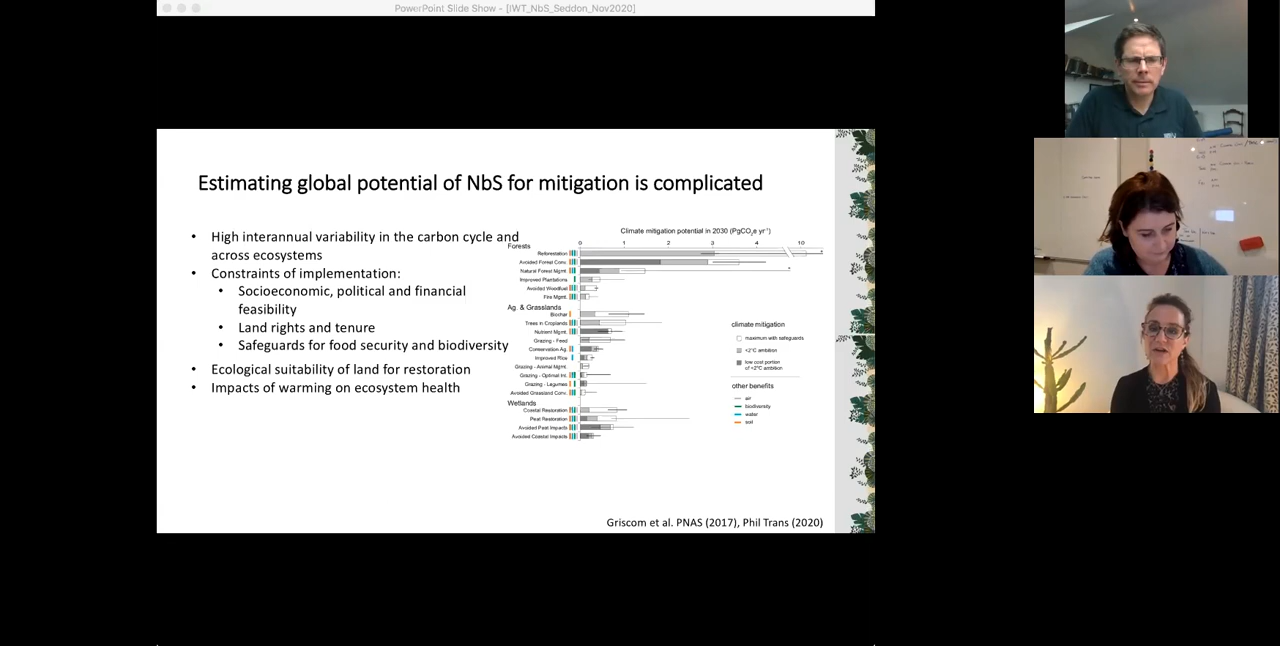 PowerPoint Slide Show - [IWT_NbS_Seddon_Nov2020]
Estimating global potential of NbS for mitigation is complicated
• High interannual variability in the carbon cycle and
across ecosystems
• Constraints of implementation:
• Socioeconomic, political and financial
feasibility
• Land rights and tenure
• Safeguards for food security and biodiversity
• Ecological suitability of land for restoration
• Impacts of warming on ecosystem health
Climate mitigation potential in 2030 (PgCO₂e yr⁻¹)
0 1 2 3 4 10
Forests
Reforestation
Avoided Forest Conv.
Natural Forest Mgmt.
Improved Plantations
Avoided Woodfuel
Fire Mgmt.
Ag. & Grasslands
Biochar
Trees in Croplands
Nutrient Mgmt.
Grazing - Feed
Conservation Ag.
Improved Rice
Grazing - Animal Mgmt.
Grazing - Optimal Int.
Grazing - Legumes
Avoided Grassland Conv.
Wetlands
Coastal Restoration
Peat Restoration
Avoided Peat Impacts
Avoided Coastal Impacts
climate mitigation
maximum with safeguards
<2°C ambition
low cost portion
of <2°C ambition
other benefits
air
biodiversity
water
soil
Griscom et al. PNAS (2017), Phil Trans (2020)